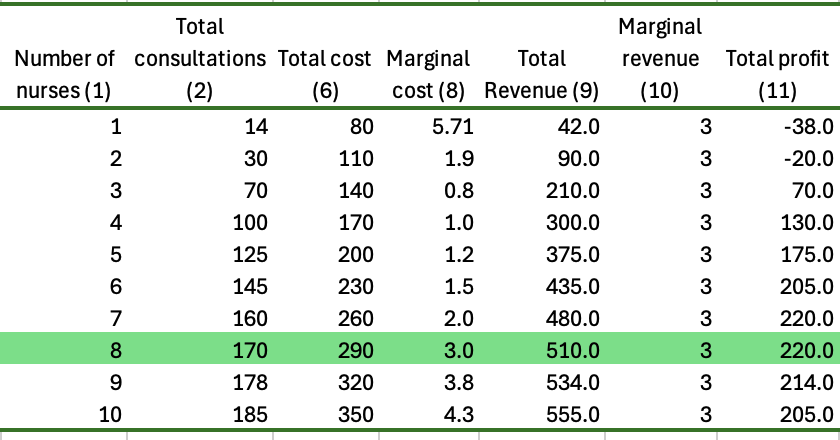 Number of nurses (1) Total consultations (2) Total cost (6) Marginal cost (8) Total Revenue (9) Marginal revenue (10) Total profit (11)
1 14 80 5.71 42.0 3 -38.0
2 30 110 1.9 90.0 3 -20.0
3 70 140 0.8 210.0 3 70.0
4 100 170 1.0 300.0 3 130.0
5 125 200 1.2 375.0 3 175.0
6 145 230 1.5 435.0 3 205.0
7 160 260 2.0 480.0 3 220.0
8 170 290 3.0 510.0 3 220.0
9 178 320 3.8 534.0 3 214.0
10 185 350 4.3 555.0 3 205.0